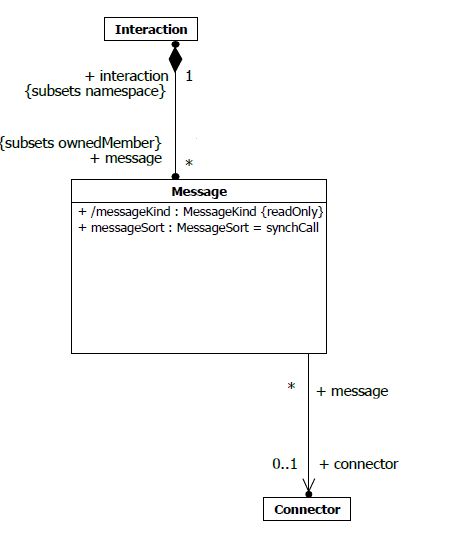 Interaction
+ interaction
1
{subsets namespace}
{subsets ownedMember}
+ message
*
Message
+ /messageKind : MessageKind {readOnly}
+ messageSort : MessageSort = synchCall
*
+ message
0..1
+ connector
Connector